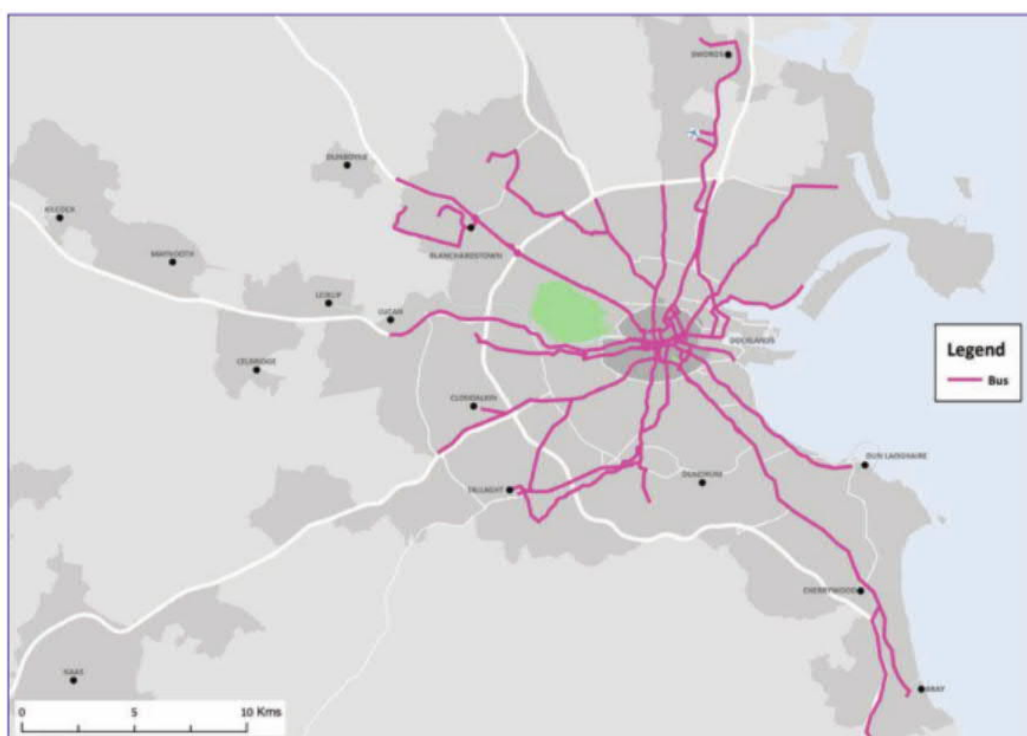 SWORDS
DUNBOYNE
KILCOCK
MAYNOOTH
BLANCHARDSTOWN
LEIXLIP
LUCAN
DOCKLANDS
CELBRIDGE
Legend
Bus
CLONDALKIN
DUN LAOGHAIRE
TALLAGHT
DUNDRUM
CHERRYWOOD
NAAS
BRAY
0 5 10 Kms